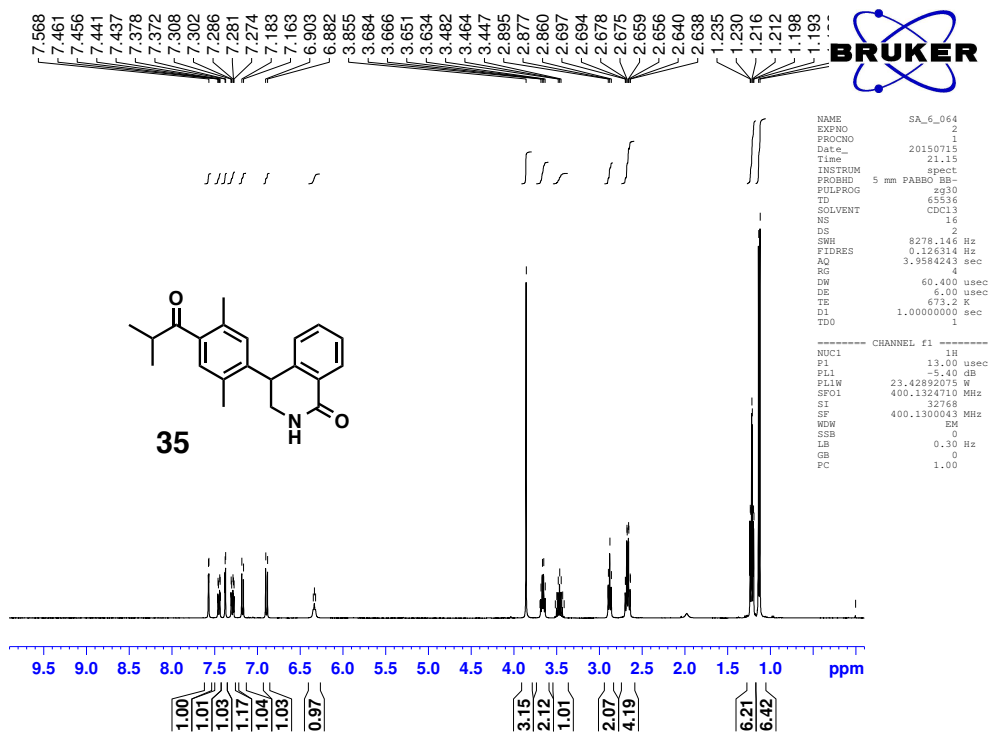 7.568
7.461
7.456
7.441
7.437
7.378
7.372
7.308
7.302
7.286
7.281
7.274
7.183
7.163
6.903
6.882
3.855
3.684
3.666
3.651
3.634
3.482
3.464
3.447
2.895
2.877
2.860
2.697
2.694
2.678
2.675
2.659
2.656
2.640
2.638
1.235
1.230
1.216
1.212
1.198
1.193
BRUKER
NAME SA_6_064
EXPNO 2
PROCNO 1
Date_ 20150715
Time 21.15
INSTRUM spect
PROBHD 5 mm PABBO BB-
PULPROG zg30
TD 65536
SOLVENT CDCl3
NS 16
DS 2
SWH 8278.146 Hz
FIDRES 0.126314 Hz
AQ 3.9584243 sec
RG 4
DW 60.400 usec
DE 6.00 usec
TE 673.2 K
D1 1.00000000 sec
TD0 1
======== CHANNEL f1 ========
NUC1 1H
P1 13.00 usec
PL1 -5.40 dB
PL1W 23.42892075 W
SFO1 400.1324710 MHz
SI 32768
SF 400.1300043 MHz
WDW EM
SSB 0
LB 0.30 Hz
GB 0
PC 1.00
O
N
H
O
35
9.5 9.0 8.5 8.0 7.5 7.0 6.5 6.0 5.5 5.0 4.5 4.0 3.5 3.0 2.5 2.0 1.5 1.0 ppm
1.00
1.01
1.03
1.17
1.04
1.03
0.97
3.15
2.12
1.01
2.07
4.19
6.21
6.42